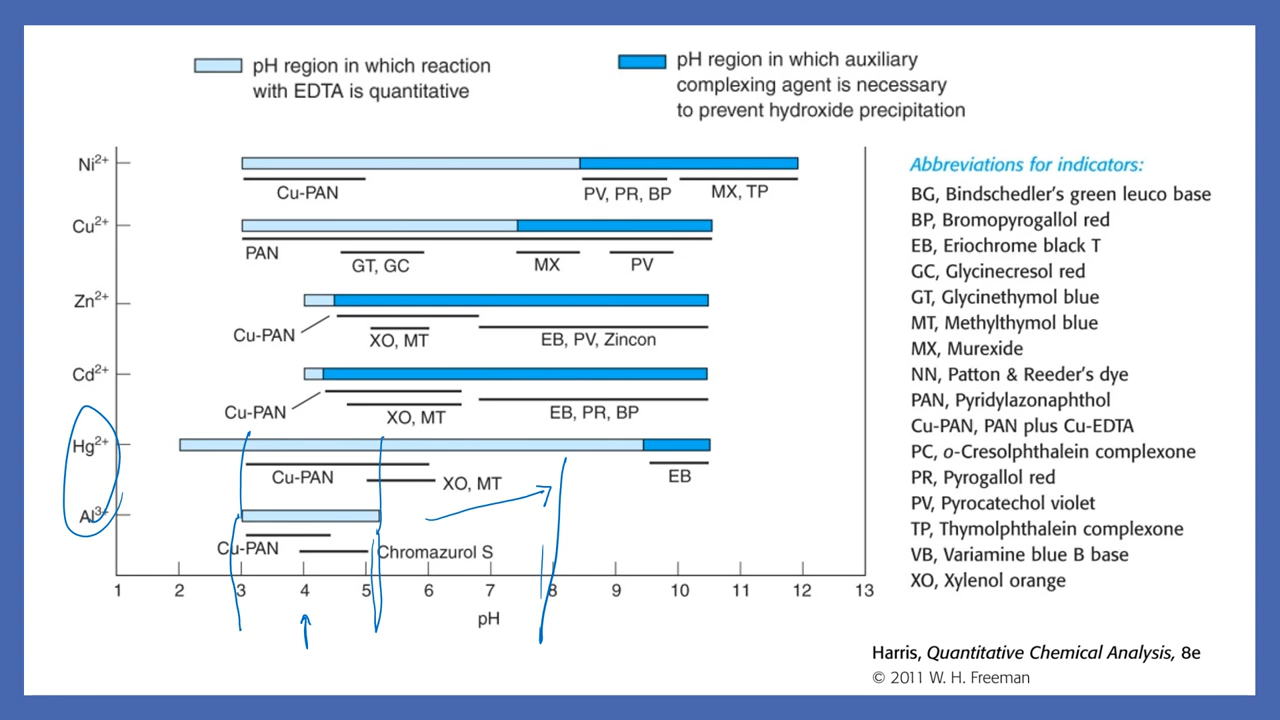 pH region in which reaction
with EDTA is quantitative
pH region in which auxiliary
complexing agent is necessary
to prevent hydroxide precipitation
Ni²⁺
Cu-PAN
PV, PR, BP
MX, TP
Cu²⁺
PAN
GT, GC
MX
PV
Zn²⁺
Cu-PAN
XO, MT
EB, PV, Zincon
Cd²⁺
Cu-PAN
XO, MT
EB, PR, BP
Hg²⁺
Cu-PAN
XO, MT
EB
Al³⁺
Cu-PAN
Chromazurol S
1 2 3 4 5 6 7 8 9 10 11 12 13
pH
Abbreviations for indicators:
BG, Bindschedler's green leuco base
BP, Bromopyrogallol red
EB, Eriochrome black T
GC, Glycinecresol red
GT, Glycinethymol blue
MT, Methylthymol blue
MX, Murexide
NN, Patton & Reeder's dye
PAN, Pyridylazonaphthol
Cu-PAN, PAN plus Cu-EDTA
PC, o-Cresolphthalein complexone
PR, Pyrogallol red
PV, Pyrocatechol violet
TP, Thymolphthalein complexone
VB, Variamine blue B base
XO, Xylenol orange
Harris, Quantitative Chemical Analysis, 8e
© 2011 W. H. Freeman